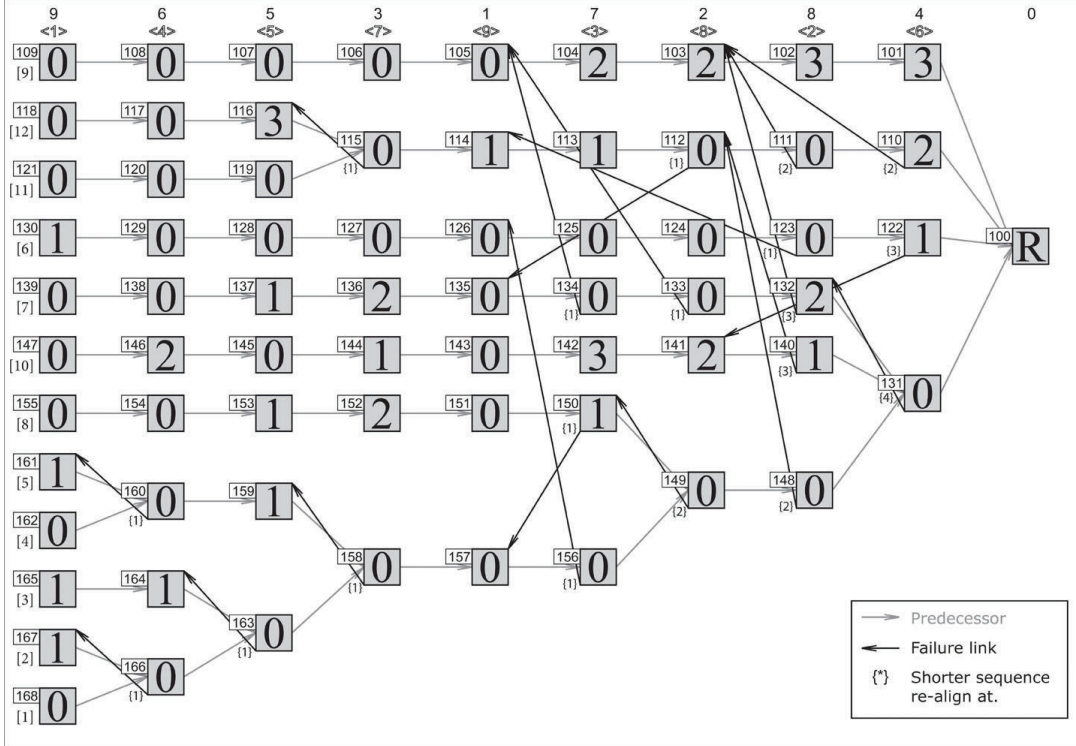 9 6 5 3 1 7 2 8 4 0
<1> <4> <5> <7> <9> <3> <8> <2> <6>
109 0 108 0 107 0 106 0 105 0 104 2 103 2 102 3 101 3
[9]
118 0 117 0 116 3
[12]
115 0 114 1 113 1 112 0 111 0 110 2
{1} {1} {2} {2}
121 0 120 0 119 0
[11]
130 1 129 0 128 0 127 0 126 0 125 0 124 0 123 0 122 1
[6] {1} {3}
100 R
139 0 138 0 137 1 136 2 135 0 134 0 133 0 132 2
[7] {1} {1} {3}
147 0 146 2 145 0 144 1 143 0 142 3 141 2 140 1
[10] {3}
131 0
{4}
155 0 154 0 153 1 152 2 151 0 150 1
[8] {1}
161 1
[5]
160 0 159 1
{1}
149 0 148 0
{2} {2}
162 0
[4]
158 0 157 0 156 0
{1} {1}
165 1 164 1
[3]
163 0
{1}
167 1
[2]
166 0
{1}
168 0
[1]
Predecessor
Failure link
{*} Shorter sequence
re-align at.